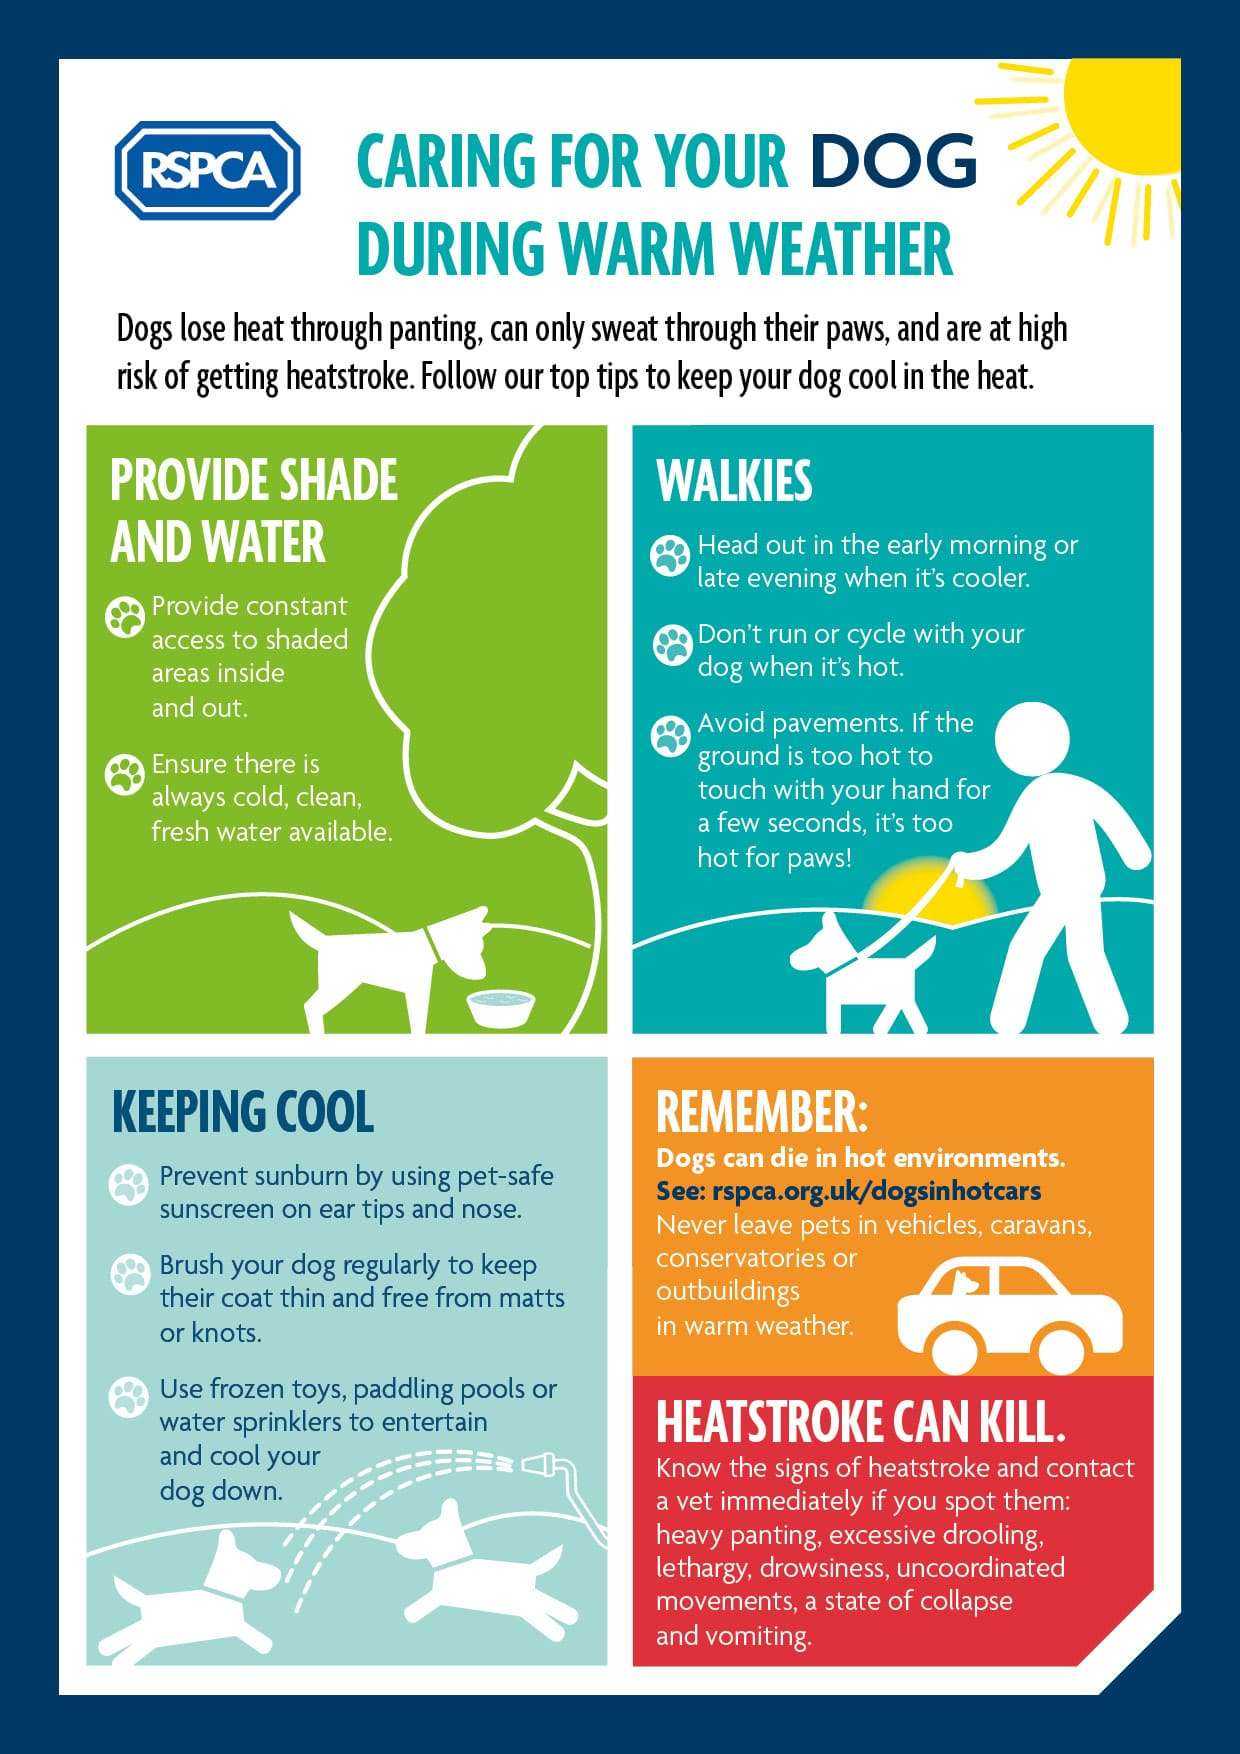 RSPCA
CARING FOR YOUR DOG
DURING WARM WEATHER
Dogs lose heat through panting, can only sweat through their paws, and are at high
risk of getting heatstroke. Follow our top tips to keep your dog cool in the heat.
PROVIDE SHADE
AND WATER
Provide constant
access to shaded
areas inside
and out.
Ensure there is
always cold, clean,
fresh water available.
WALKIES
Head out in the early morning or
late evening when it's cooler.
Don't run or cycle with your
dog when it's hot.
Avoid pavements. If the
ground is too hot to
touch with your hand for
a few seconds, it's too
hot for paws!
KEEPING COOL
Prevent sunburn by using pet-safe
sunscreen on ear tips and nose.
Brush your dog regularly to keep
their coat thin and free from matts
or knots.
Use frozen toys, paddling pools or
water sprinklers to entertain
and cool your
dog down.
REMEMBER:
Dogs can die in hot environments.
See: rspca.org.uk/dogsinhotcars
Never leave pets in vehicles, caravans,
conservatories or
outbuildings
in warm weather.
HEATSTROKE CAN KILL.
Know the signs of heatstroke and contact
a vet immediately if you spot them:
heavy panting, excessive drooling,
lethargy, drowsiness, uncoordinated
movements, a state of collapse
and vomiting.